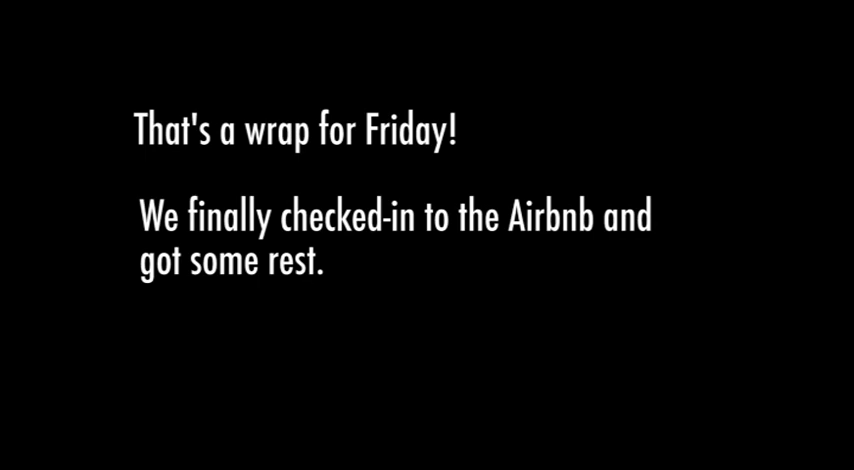 That's a wrap for Friday!
We finally checked-in to the Airbnb and
got some rest.